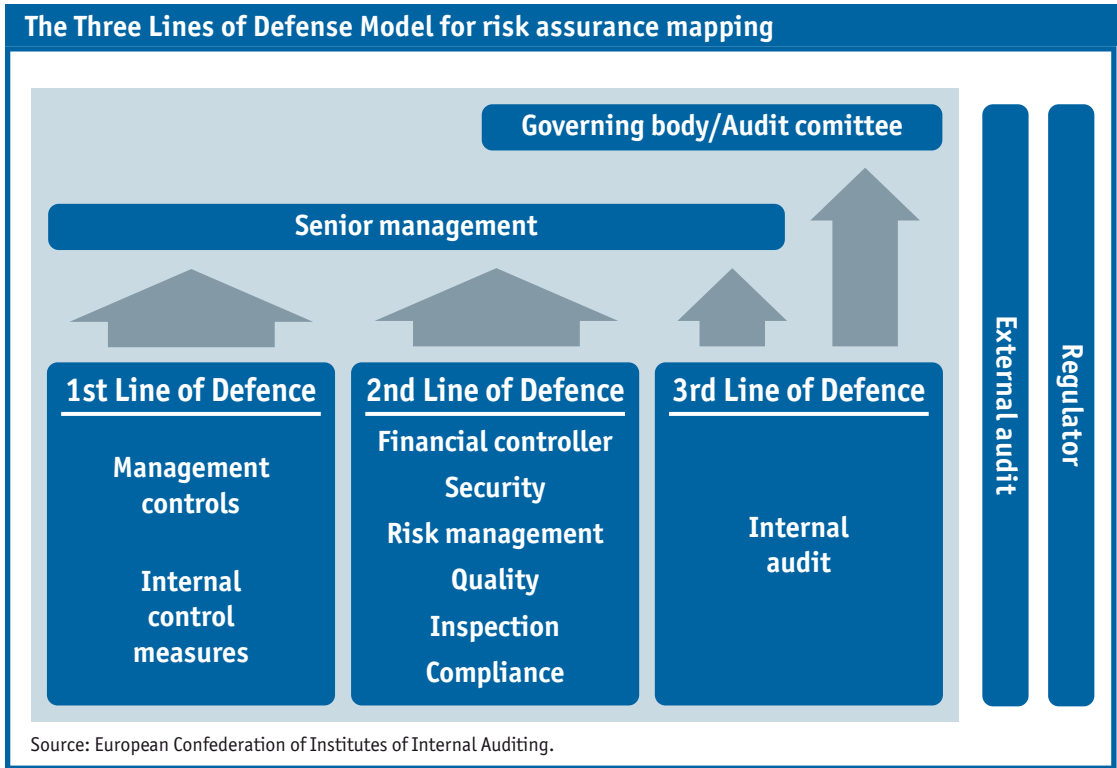 The Three Lines of Defense Model for risk assurance mapping
Governing body/Audit comittee
Senior management
1st Line of Defence
Management
controls
Internal
control
measures
2nd Line of Defence
Financial controller
Security
Risk management
Quality
Inspection
Compliance
3rd Line of Defence
Internal
audit
External audit
Regulator
Source: European Confederation of Institutes of Internal Auditing.